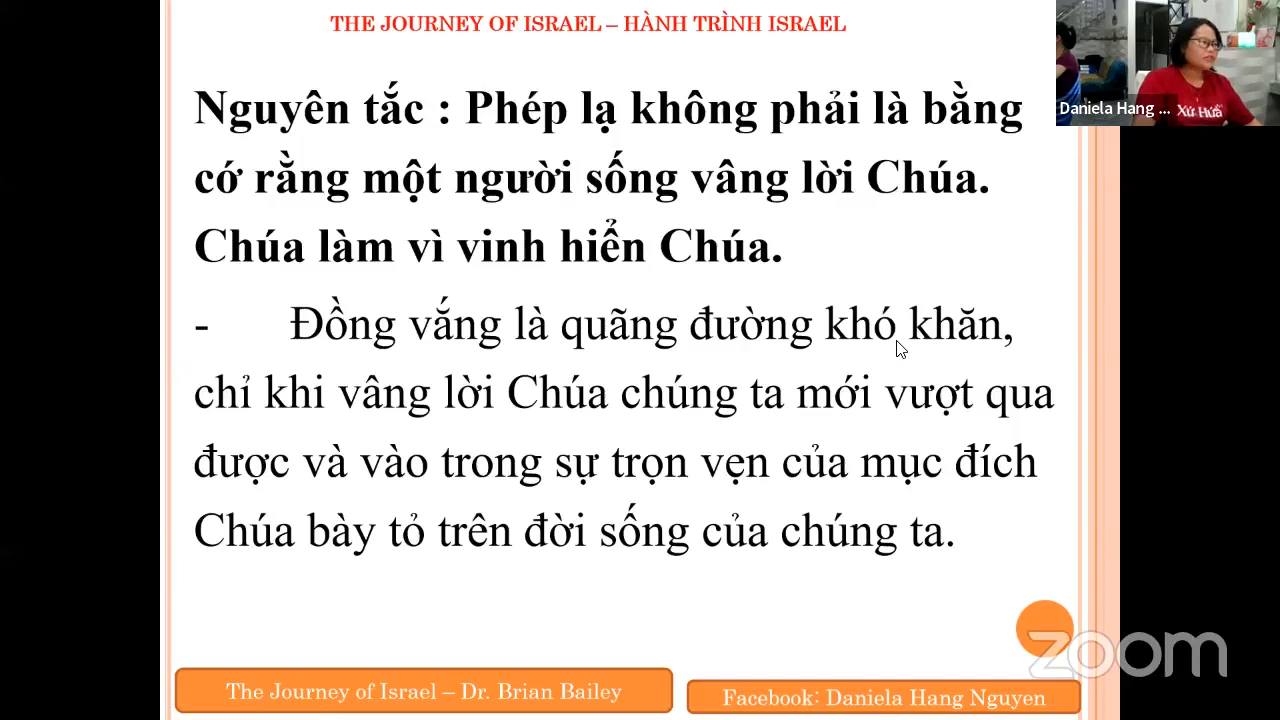 THE JOURNEY OF ISRAEL – HÀNH TRÌNH ISRAEL
Nguyên tắc : Phép lạ không phải là bằng
cớ rằng một người sống vâng lời Chúa.
Chúa làm vì vinh hiển Chúa.
- Đồng vắng là quãng đường khó khăn,
chỉ khi vâng lời Chúa chúng ta mới vượt qua
được và vào trong sự trọn vẹn của mục đích
Chúa bày tỏ trên đời sống của chúng ta.
Daniela Hang ...
Xứ Hứa
zoom
The Journey of Israel – Dr. Brian Bailey
Facebook: Daniela Hang Nguyen